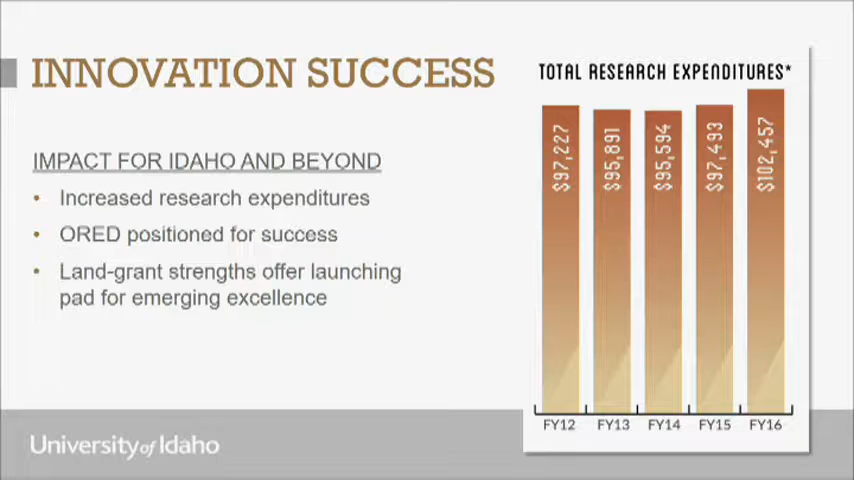 INNOVATION SUCCESS
IMPACT FOR IDAHO AND BEYOND
• Increased research expenditures
• ORED positioned for success
• Land-grant strengths offer launching
pad for emerging excellence
TOTAL RESEARCH EXPENDITURES*
$97,227
$95,891
$95,594
$97,493
$102,457
FY12 FY13 FY14 FY15 FY16
University of Idaho